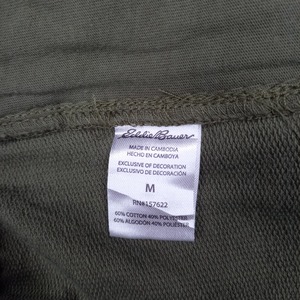 Eddie Bauer
MADE IN CAMBODIA
HECHO EN CAMBOYA
EXCLUSIVE OF DECORATION
EXCLUSIVO DE DECORACIÓN
M
RN#157622
60% COTTON 40% POLYESTER
60% ALGODÓN 40% POLIÉSTER